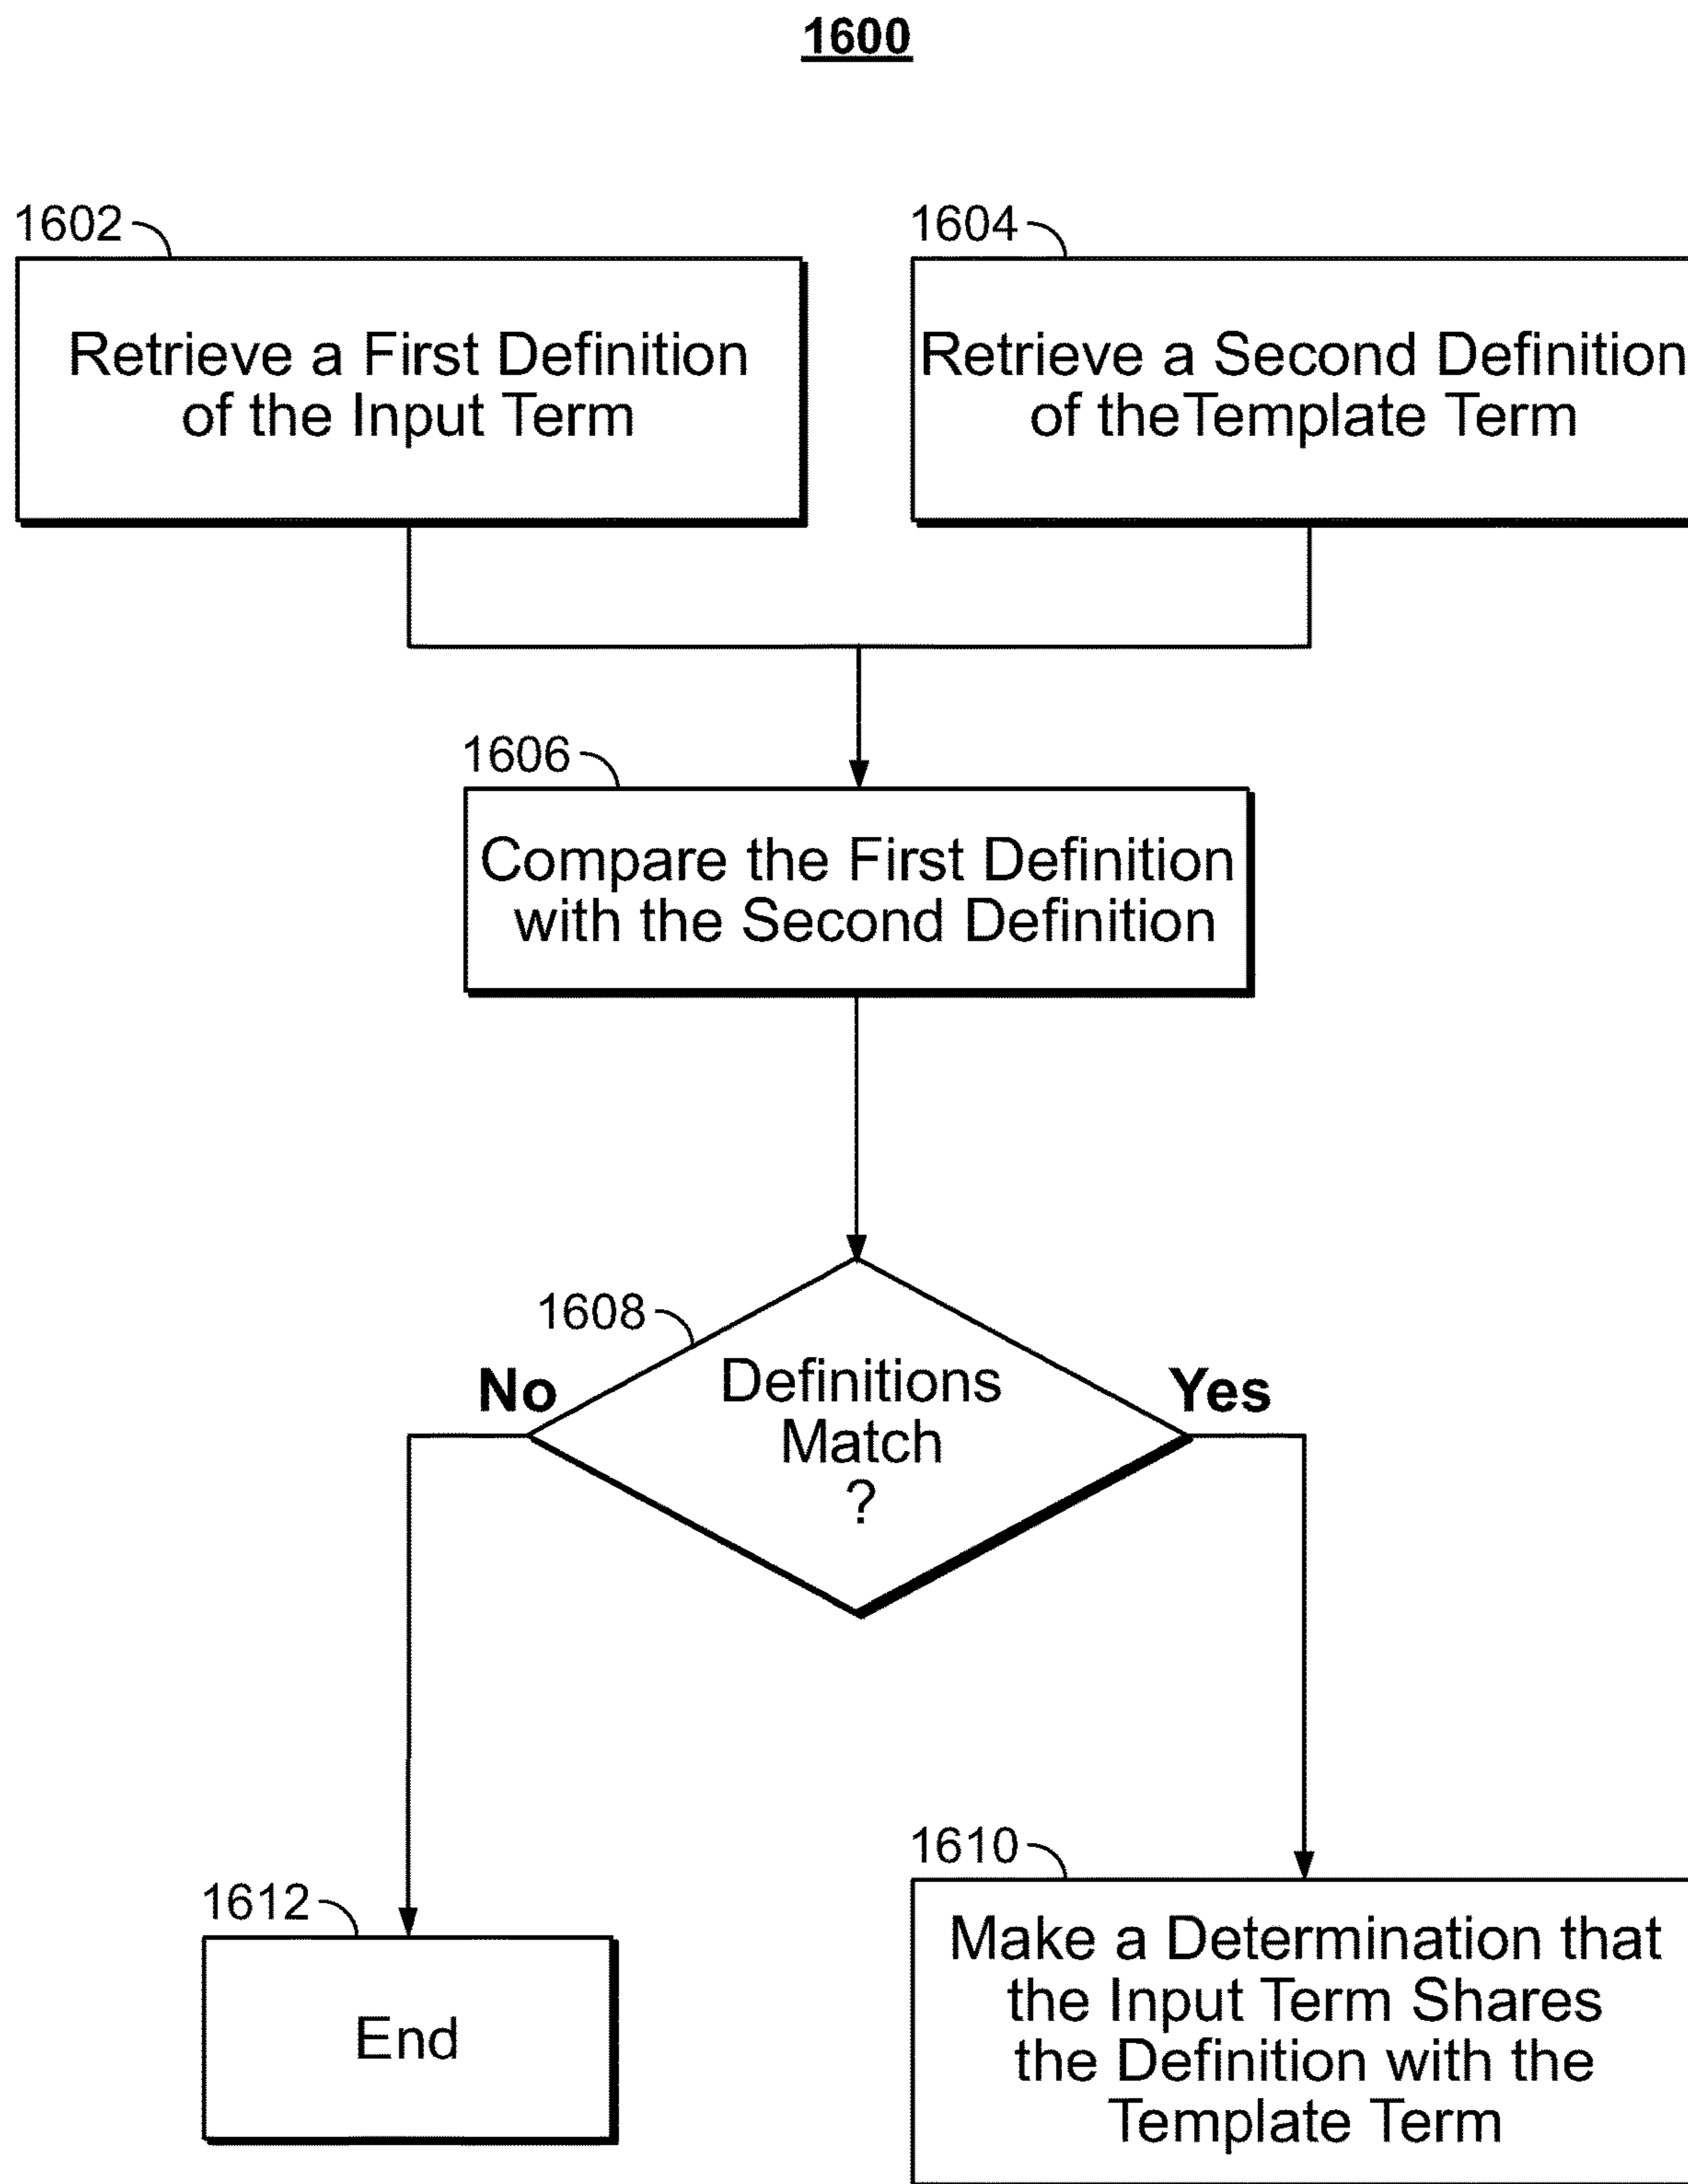 1600
1602
Retrieve a First Definition
of the Input Term
1604
Retrieve a Second Definition
of theTemplate Term
1606
Compare the First Definition
with the Second Definition
1608
Definitions
Match
?
No
Yes
1612
End
1610
Make a Determination that
the Input Term Shares
the Definition with the
Template Term